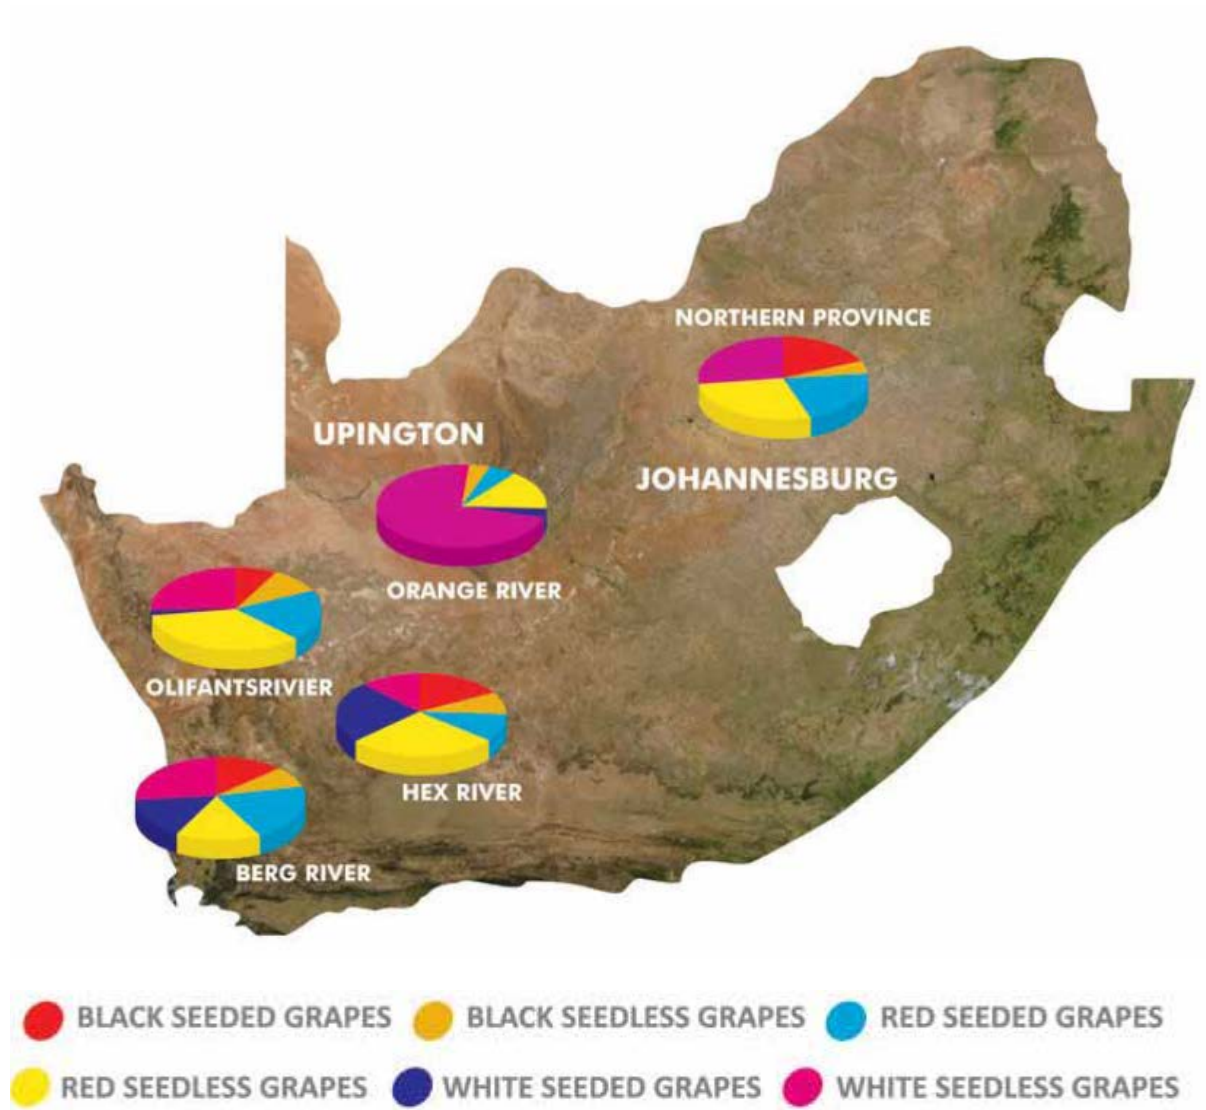 NORTHERN PROVINCE
UPINGTON
JOHANNESBURG
ORANGE RIVER
OLIFANTSRIVIER
HEX RIVER
BERG RIVER
BLACK SEEDED GRAPES BLACK SEEDLESS GRAPES RED SEEDED GRAPES
RED SEEDLESS GRAPES WHITE SEEDED GRAPES WHITE SEEDLESS GRAPES